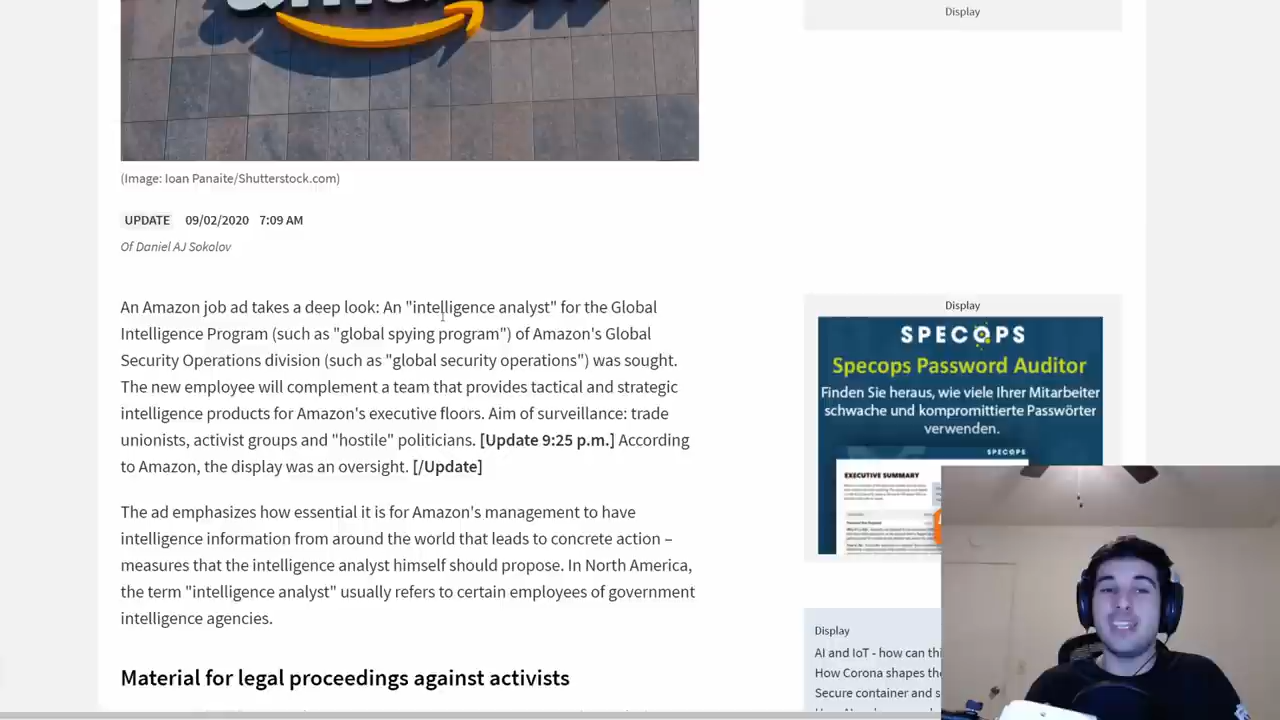 Display
(Image: Ioan Panaite/Shutterstock.com)
UPDATE 09/02/2020 7:09 AM
Of Daniel AJ Sokolov
An Amazon job ad takes a deep look: An "intelligence analyst" for the Global
Intelligence Program (such as "global spying program") of Amazon's Global
Security Operations division (such as "global security operations") was sought.
The new employee will complement a team that provides tactical and strategic
intelligence products for Amazon's executive floors. Aim of surveillance: trade
unionists, activist groups and "hostile" politicians. [Update 9:25 p.m.] According
to Amazon, the display was an oversight. [/Update]
The ad emphasizes how essential it is for Amazon's management to have
intelligence information from around the world that leads to concrete action –
measures that the intelligence analyst himself should propose. In North America,
the term "intelligence analyst" usually refers to certain employees of government
intelligence agencies.
Material for legal proceedings against activists
Display
SPECOPS
Specops Password Auditor
Finden Sie heraus, wie viele Ihrer Mitarbeiter
schwache und kompromittierte Passwörter
verwenden.
SPECOPS
EXECUTIVE SUMMARY
Display
AI and IoT - how can
How Corona shapes
Secure container and